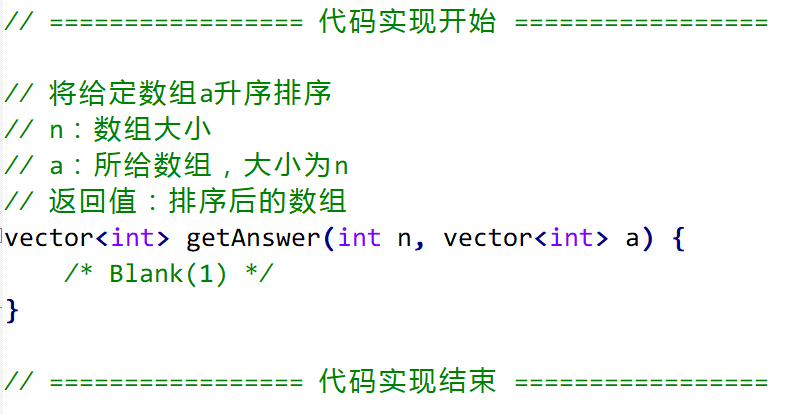 // ================= 代码实现开始 =================
// 将给定数组a升序排序
// n：数组大小
// a：所给数组，大小为n
// 返回值：排序后的数组
vector<int> getAnswer(int n, vector<int> a) {
    /* Blank(1) */
}
// ================= 代码实现结束 =================